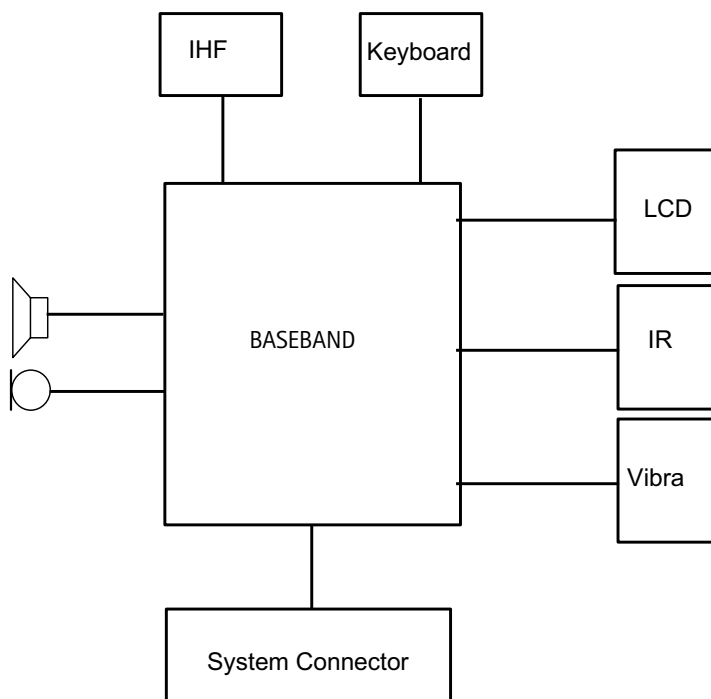 IHF
Keyboard
LCD
BASEBAND
IR
Vibra
System Connector